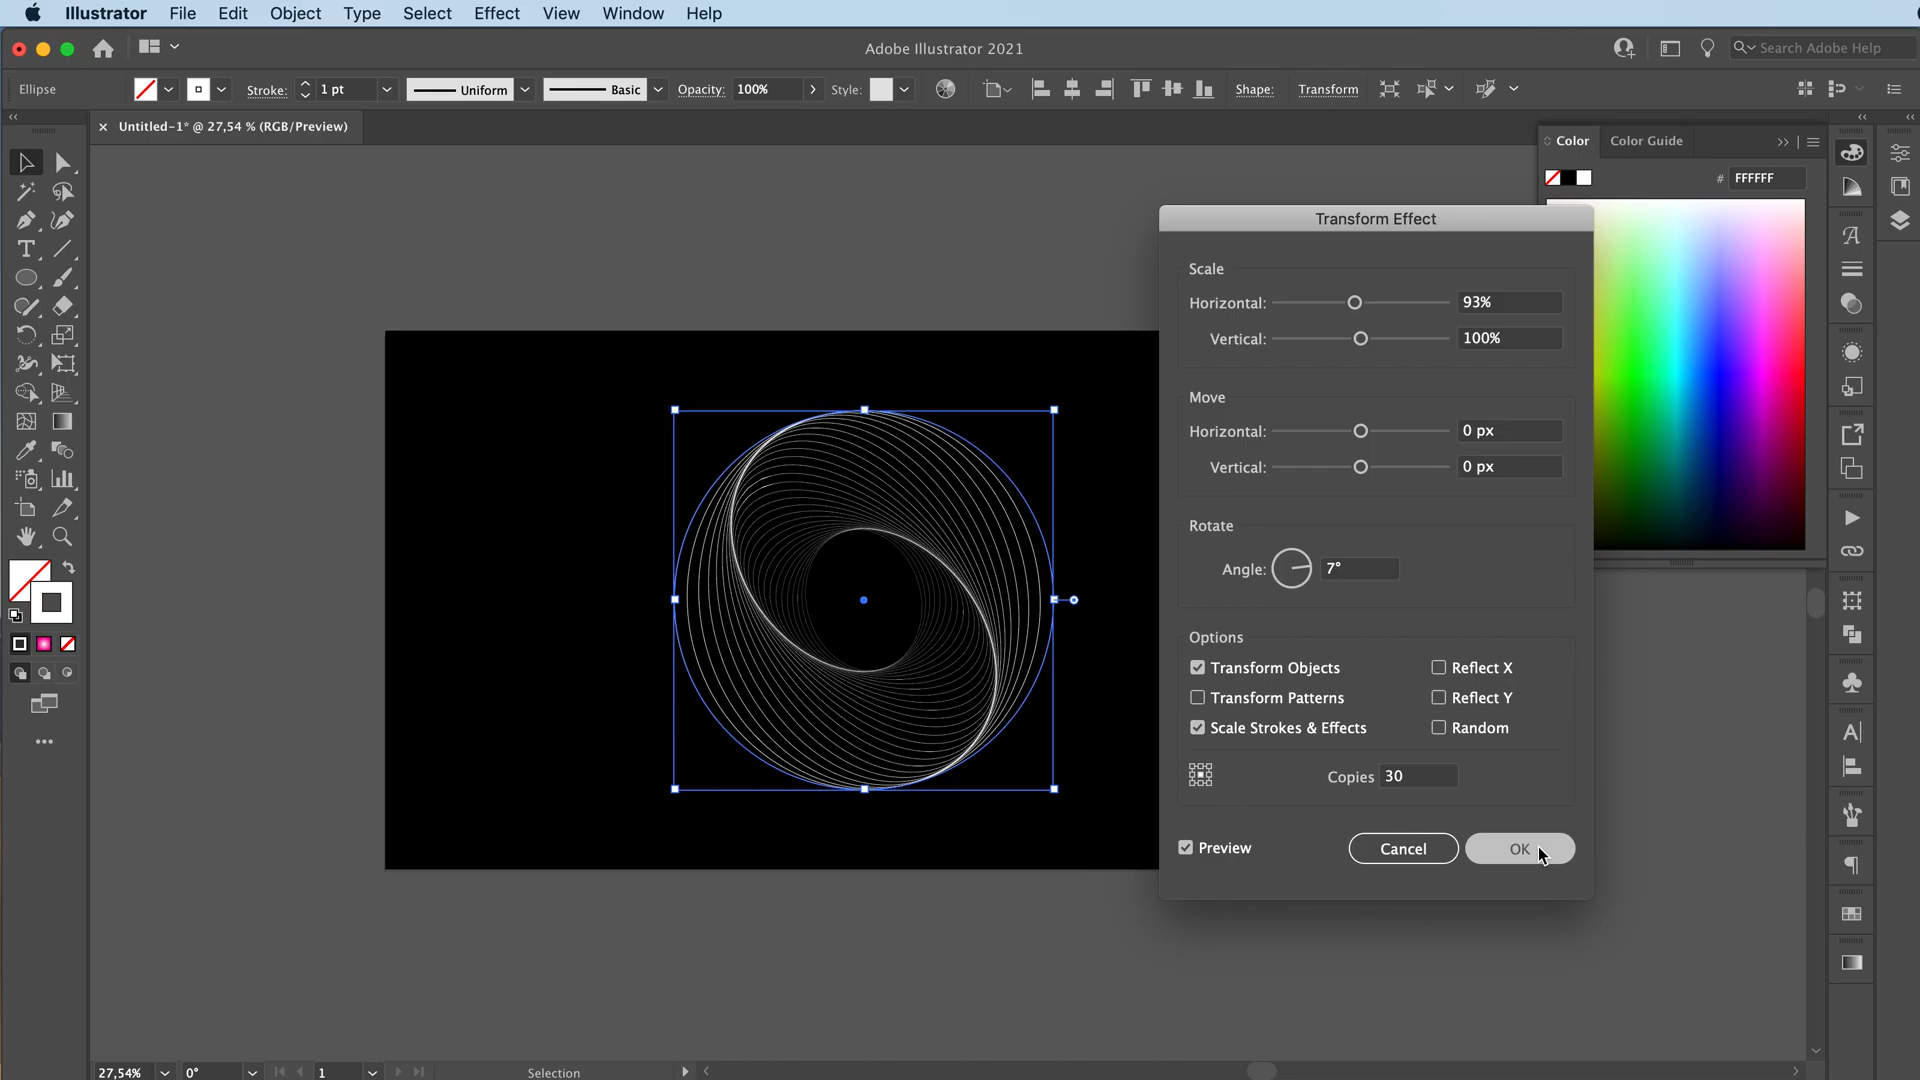 Illustrator File Edit Object Type Select Effect View Window Help
Adobe Illustrator 2021
Search Adobe Help
Ellipse Stroke: 1 pt Uniform Basic Opacity: 100% Style: Shape: Transform
Untitled-1* @ 27,54 % (RGB/Preview)
Color Color Guide
# FFFFFF
Transform Effect
Scale
Horizontal: 93%
Vertical: 100%
Move
Horizontal: 0 px
Vertical: 0 px
Rotate
Angle: 7°
Options
Transform Objects Reflect X
Transform Patterns Reflect Y
Scale Strokes & Effects Random
Copies 30
Preview Cancel OK
27,54% 0° 1 Selection